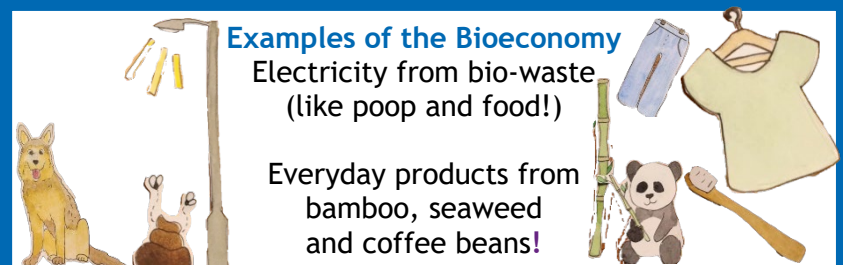 Examples of the Bioeconomy
Electricity from bio-waste
(like poop and food!)
Everyday products from
bamboo, seaweed
and coffee beans!